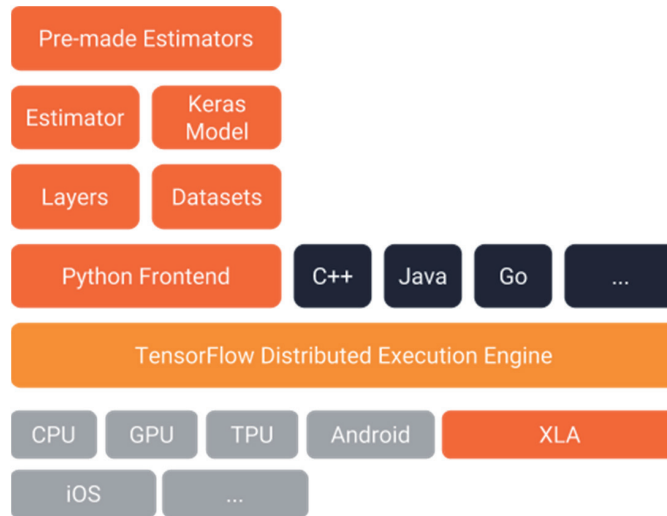 Pre-made Estimators
Estimator
Keras
Model
Layers
Datasets
Python Frontend
C++
Java
Go
...
TensorFlow Distributed Execution Engine
CPU
GPU
TPU
Android
XLA
iOS
...